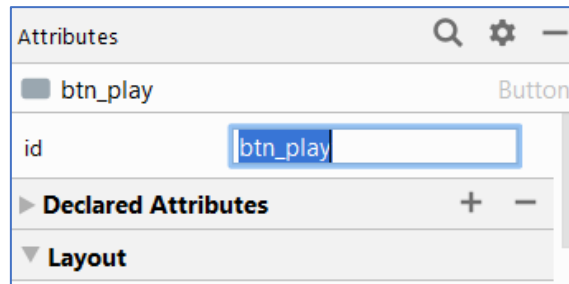 Attributes
btn_play Button
id btn_play
Declared Attributes
Layout